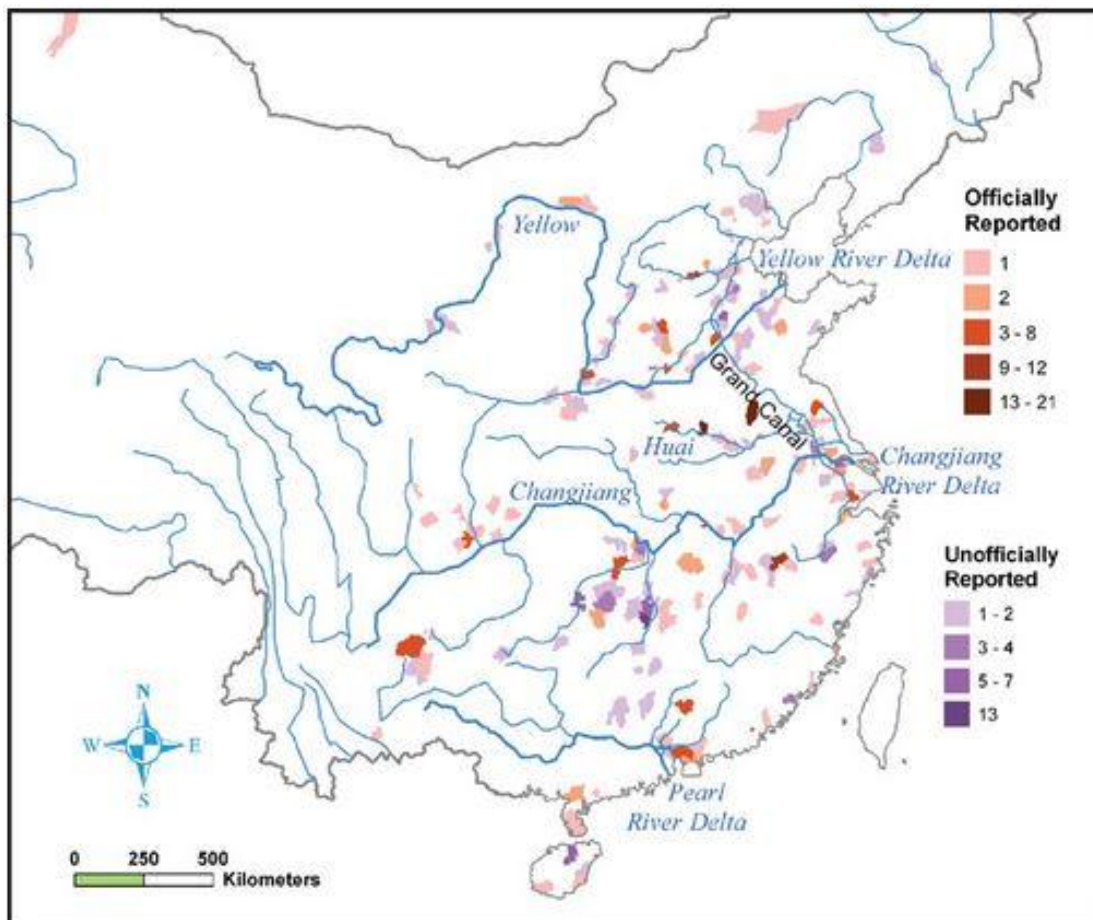 Yellow
Yellow River Delta
Grand Canal
Huai
Changjiang
Changjiang
River Delta
Pearl
River Delta
Officially
Reported
1
2
3 - 8
9 - 12
13 - 21
Unofficially
Reported
1 - 2
3 - 4
5 - 7
13
N
W
E
S
0 250 500
Kilometers